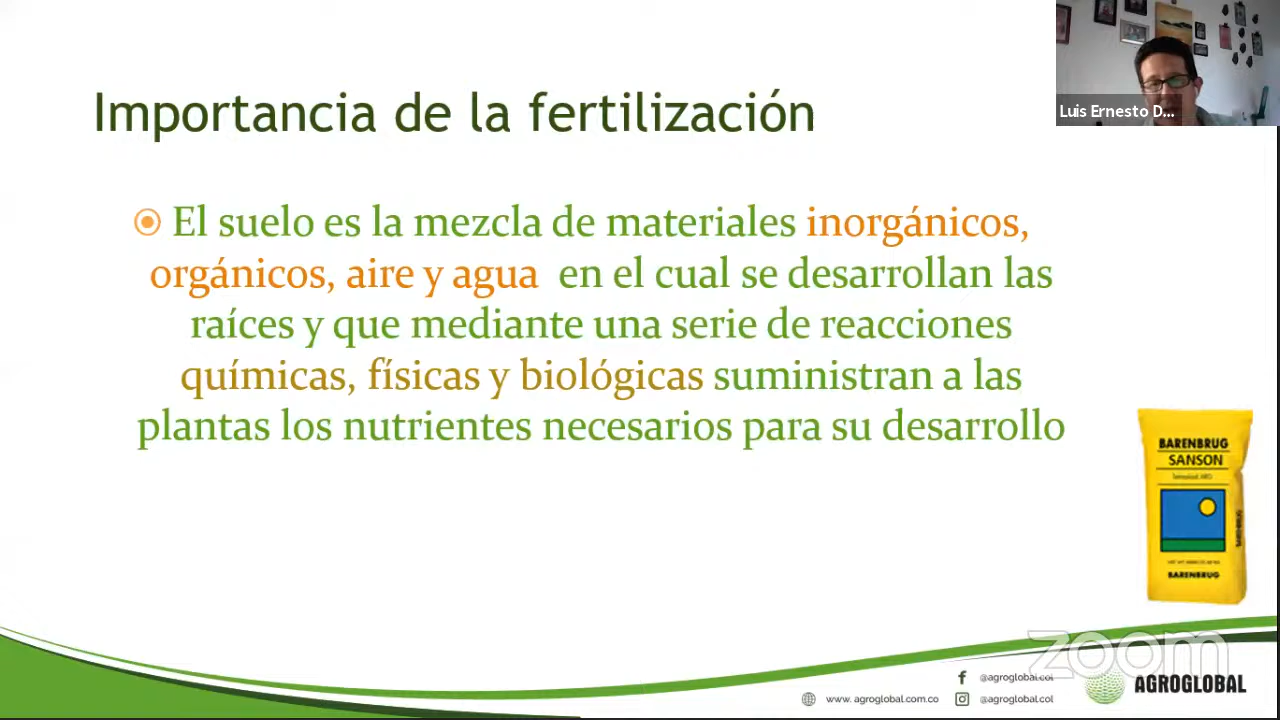 Importancia de la fertilización
Luis Ernesto D...
El suelo es la mezcla de materiales inorgánicos,
orgánicos, aire y agua en el cual se desarrollan las
raíces y que mediante una serie de reacciones
químicas, físicas y biológicas suministran a las
plantas los nutrientes necesarios para su desarrollo
BARENBRUG
SANSON
BARENBRUG
zoom
@agroglobal.col
www. agroglobal.com.co
@agroglobal.col
AGROGLOBAL